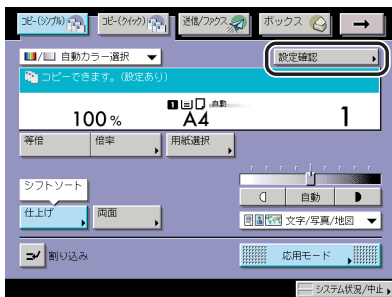 コピー(シンプル) コピー(クイック) 送信/ファクス ボックス
自動カラー選択 設定確認
コピーできます。(設定あり)
1 自動
100 % A4 1
等倍 倍率 用紙選択
シフトソート
自動
仕上げ 両面
文字/写真/地図
割り込み 応用モード
システム状況/中止